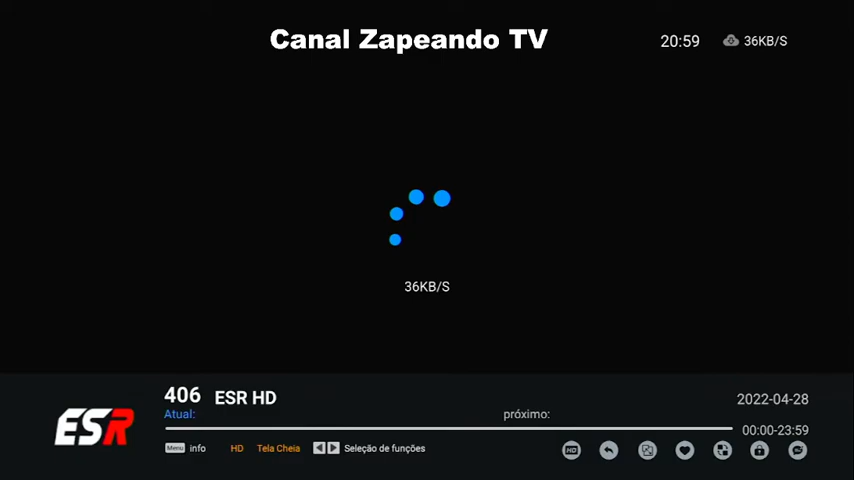 Canal Zapeando TV
20:59
36KB/S
36KB/S
406 ESR HD
2022-04-28
Atual:
próximo:
00:00-23:59
ESR
Menu info HD Tela Cheia Seleção de funções
HD